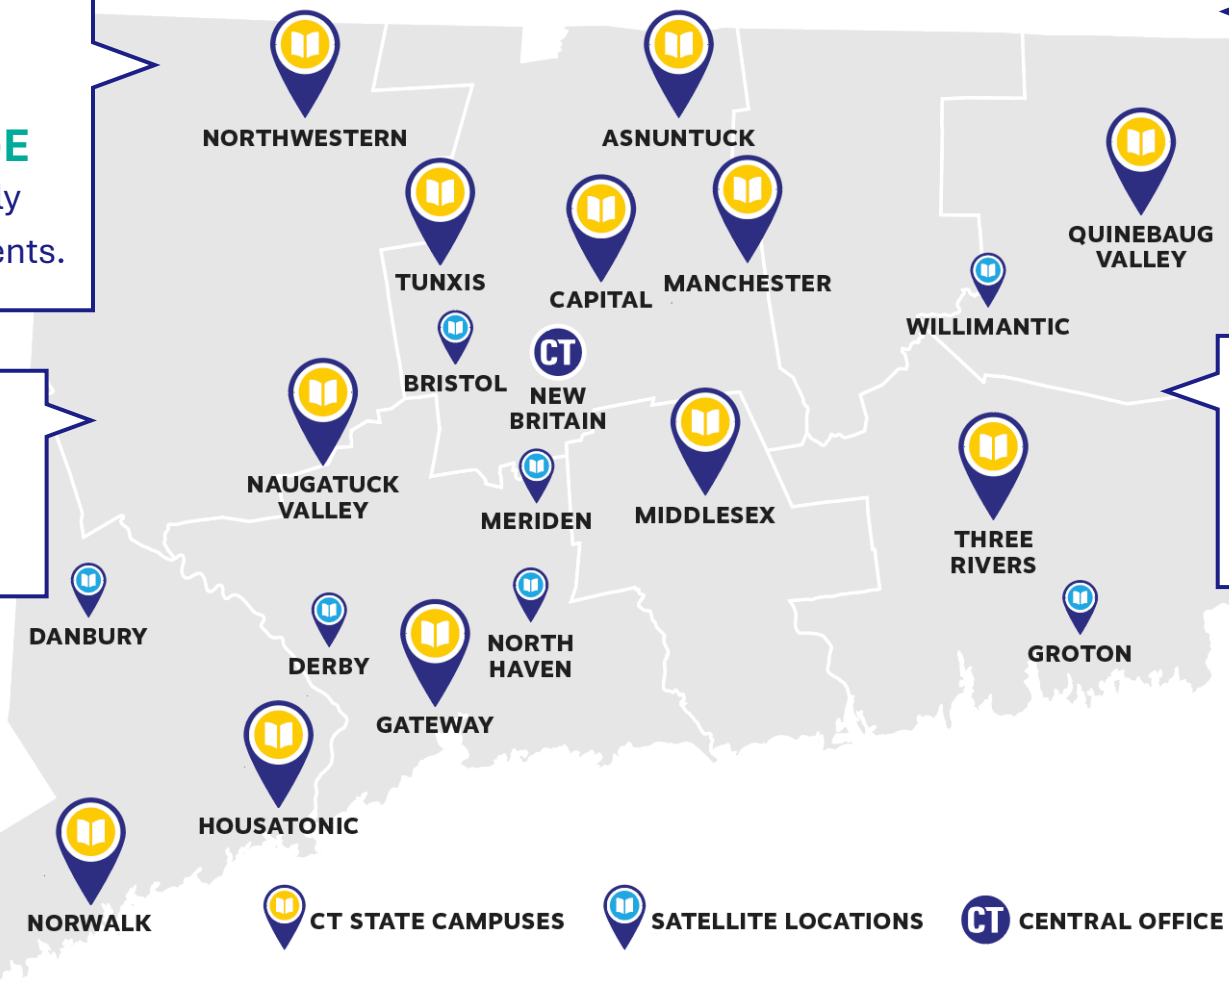 NORTHWESTERN
ASNUNTUCK
E
ly
ents.
QUINEBAUG
VALLEY
TUNXIS
CAPITAL
MANCHESTER
WILLIMANTIC
BRISTOL
CT
NEW
BRITAIN
NAUGATUCK
VALLEY
MERIDEN
MIDDLESEX
THREE
RIVERS
DANBURY
DERBY
NORTH
HAVEN
GROTON
GATEWAY
HOUSATONIC
NORWALK
CT STATE CAMPUSES
SATELLITE LOCATIONS
CT CENTRAL OFFICE